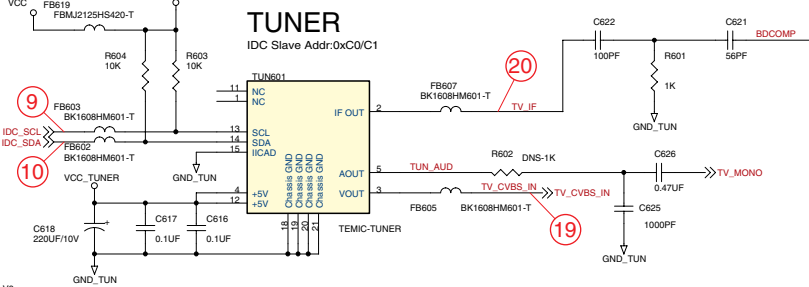 VCC
FB619
FBMJ2125HS420-T
TUNER
IDC Slave Addr:0xC0/C1
R604
10K
R603
10K
TUN601
11
NC
1
NC
IF OUT
2
FB607
BK1608HM601-T
TV_IF
20
C622
100PF
R601
1K
GND_TUN
C621
56PF
BDCOMP
9
FB603
BK1608HM601-T
IDC_SCL
IDC_SDA
FB602
BK1608HM601-T
10
13
SCL
14
SDA
15
IICAD
GND_TUN
AOUT
5
TUN_AUD
R602
DNS-1K
C626
0.47UF
TV_MONO
VOUT
3
FB605
BK1608HM601-T
TV_CVBS_IN
TV_CVBS_IN
19
C625
1000PF
GND_TUN
VCC_TUNER
4
+5V
12
+5V
Chassis GND
Chassis GND
Chassis GND
Chassis GND
18
19
20
21
TEMIC-TUNER
C618
220UF/10V
+
C617
0.1UF
C616
0.1UF
GND_TUN